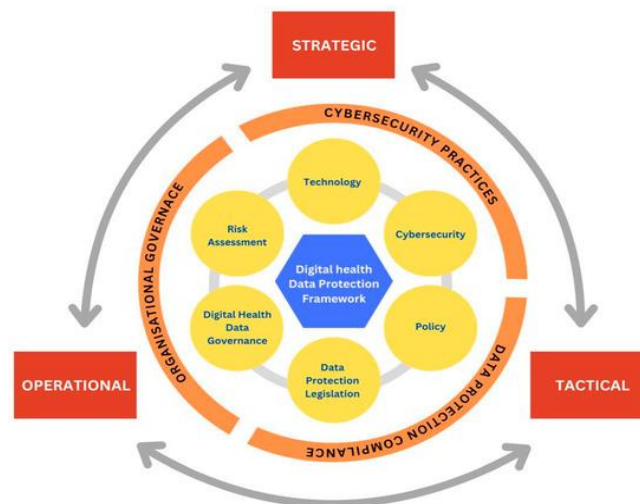 STRATEGIC
CYBERSECURITY PRACTICES
Technology
Risk
Assessment
Cybersecurity
Digital health
Data Protection
Framework
ORGANISATIONAL GOVERNACE
Digital Health
Data
Governance
Policy
Data
Protection
Legislation
OPERATIONAL
TACTICAL
DATA PROTECTION COMPILANCE